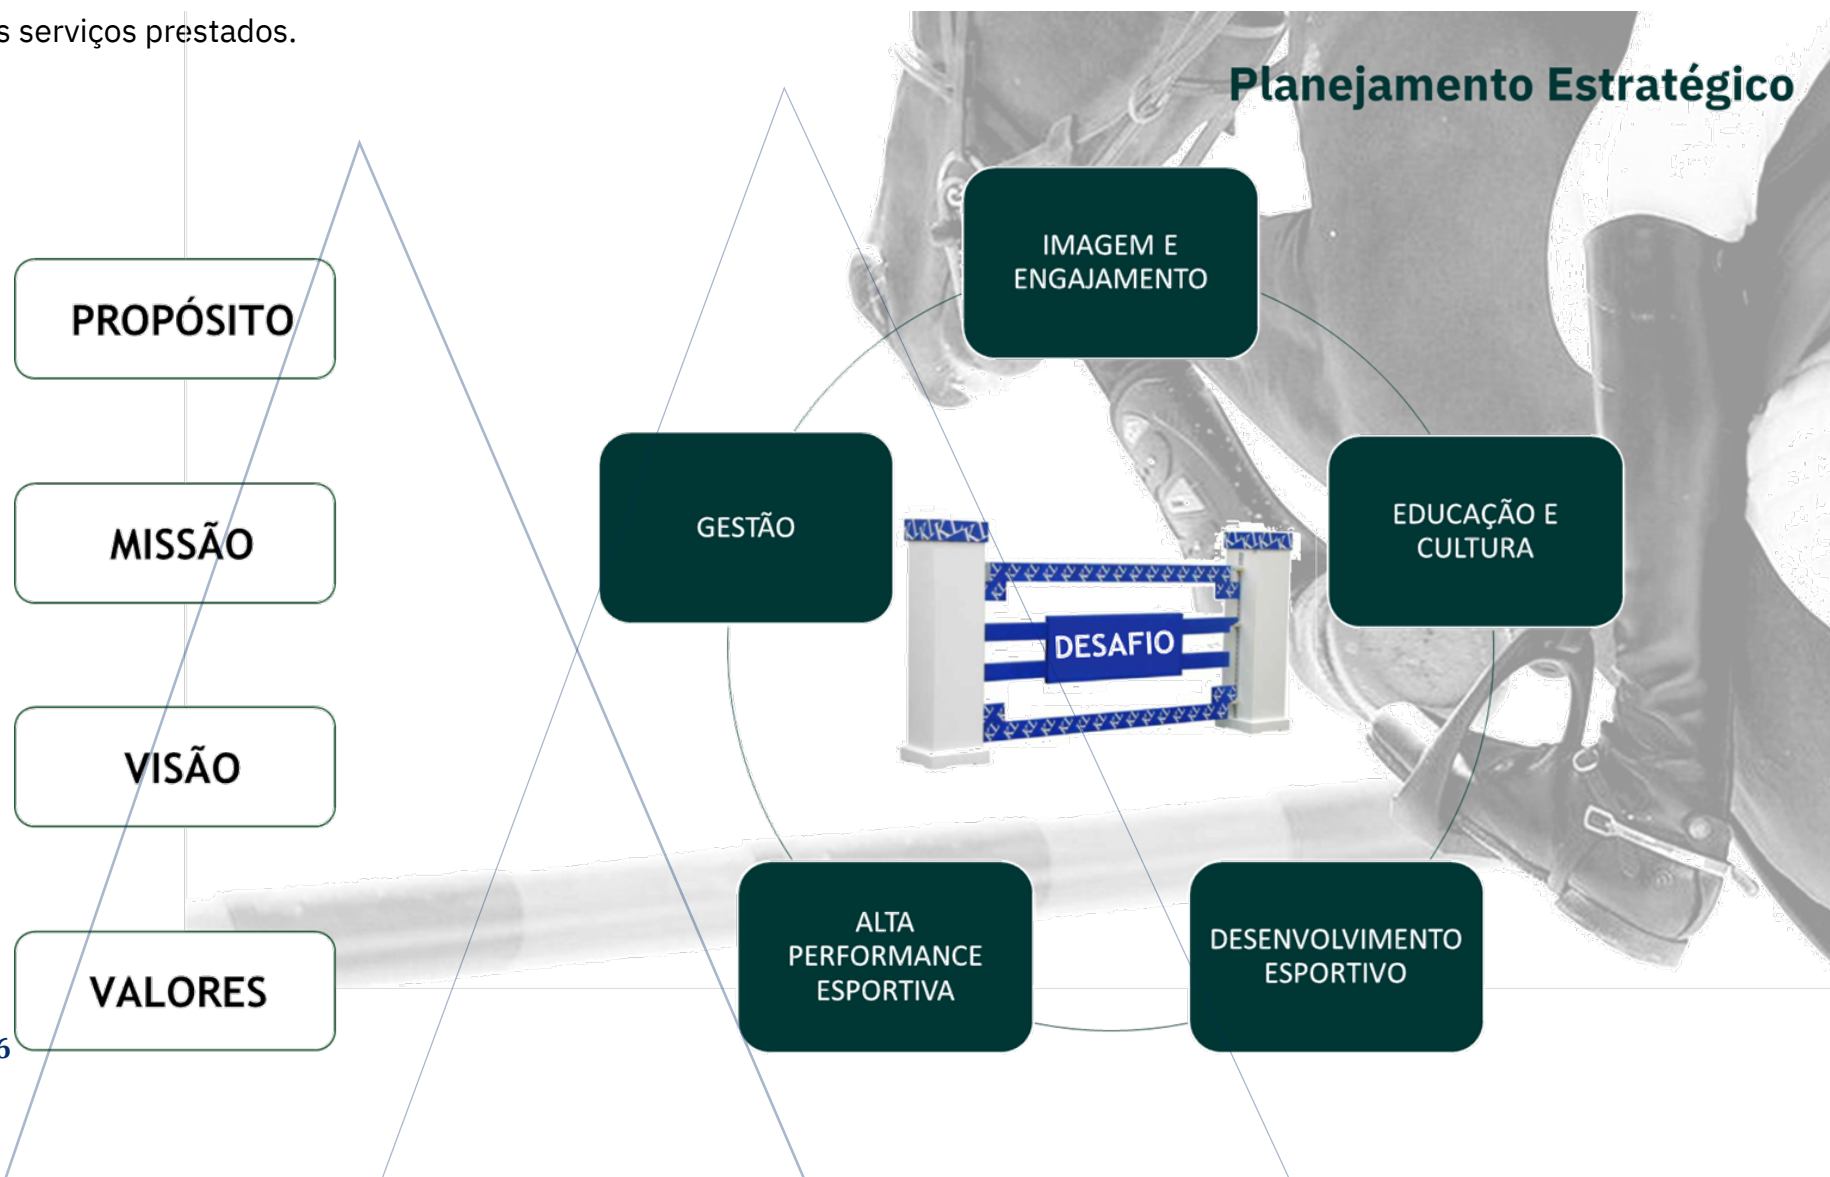 s serviços prestados.
Planejamento Estratégico
PROPÓSITO
MISSÃO
VISÃO
VALORES
IMAGEM E
ENGAJAMENTO
GESTÃO
EDUCAÇÃO E
CULTURA
DESAFIO
ALTA
PERFORMANCE
ESPORTIVA
DESENVOLVIMENTO
ESPORTIVO
6